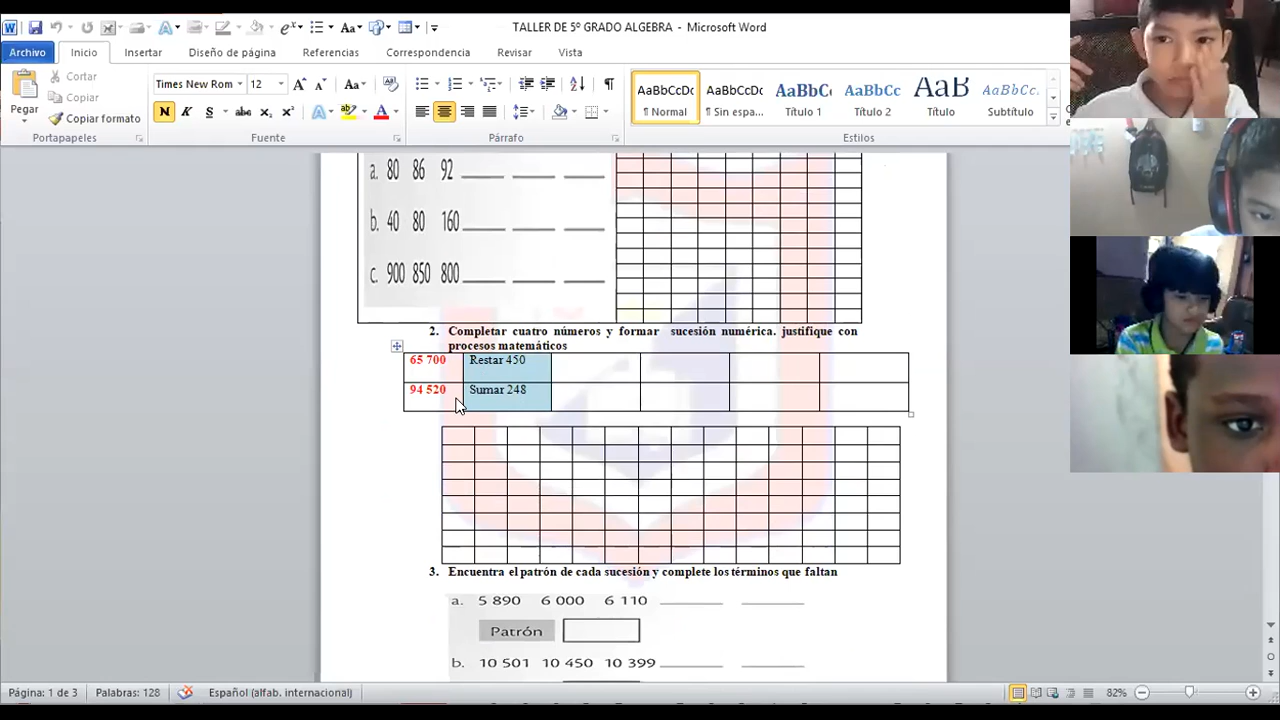 TALLER DE 5º GRADO ALGEBRA - Microsoft Word
Archivo Inicio Insertar Diseño de página Referencias Correspondencia Revisar Vista
Cortar
Copiar
Copiar formato
Pegar
Portapapeles
Times New Rom 12
N K S abc x₂ x²
Fuente
Párrafo
AaBbCcDc AaBbCcDc AaBbC AaBbCc AaB AaBbCc.
¶ Normal ¶ Sin espa... Título 1 Título 2 Título Subtítulo
Estilos
a. 80 86 92
b. 40 80 160
c. 900 850 800
2. Completar cuatro números y formar sucesión numérica. justifique con
procesos matemáticos
65 700 Restar 450
94 520 Sumar 248
3. Encuentra el patrón de cada sucesión y complete los términos que faltan
a. 5 890 6 000 6 110
Patrón
b. 10 501 10 450 10 399
Página: 1 de 3 Palabras: 128 Español (alfab. internacional) 82%